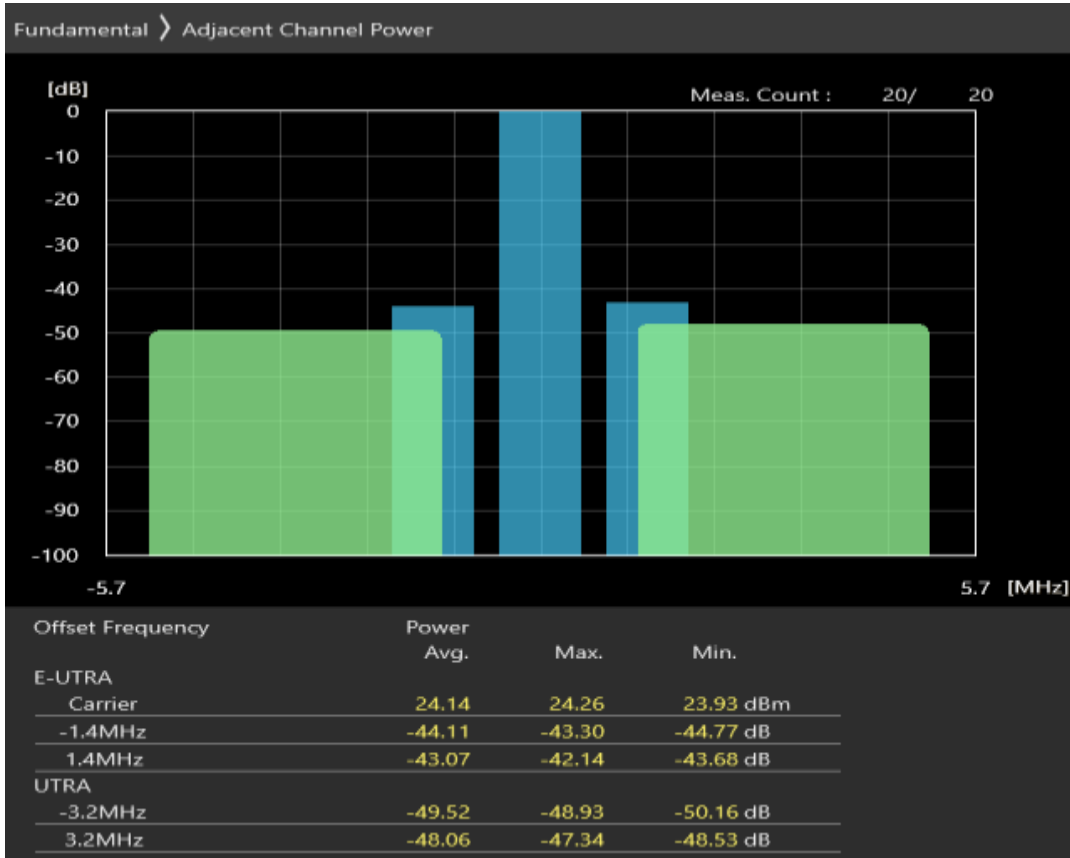 Fundamental ❭ Adjacent Channel Power
[dB]
Meas. Count : 20/ 20
0
-10
-20
-30
-40
-50
-60
-70
-80
-90
-100
-5.7 5.7 [MHz]
Offset Frequency Power
Avg. Max. Min.
E-UTRA
Carrier 24.14 24.26 23.93 dBm
-1.4MHz -44.11 -43.30 -44.77 dB
1.4MHz -43.07 -42.14 -43.68 dB
UTRA
-3.2MHz -49.52 -48.93 -50.16 dB
3.2MHz -48.06 -47.34 -48.53 dB